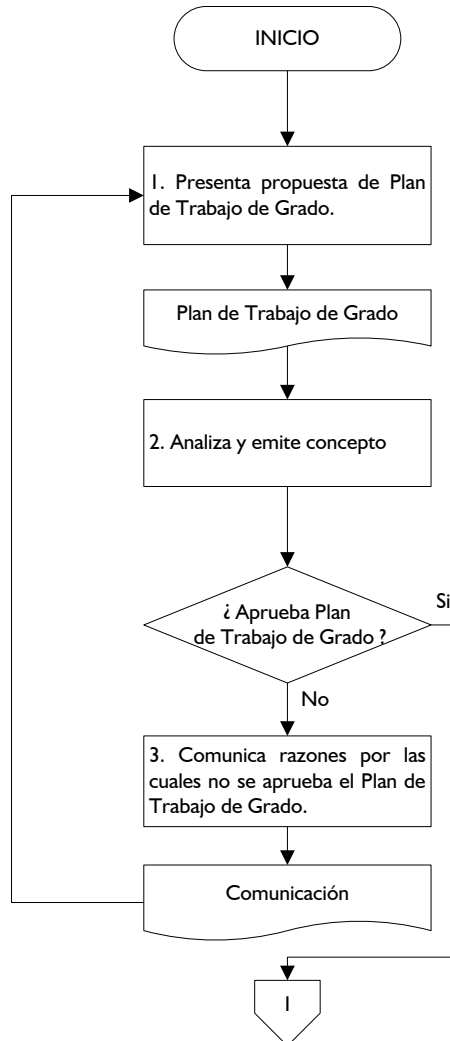 INICIO
1. Presenta propuesta de Plan
de Trabajo de Grado.
Plan de Trabajo de Grado
2. Analiza y emite concepto
¿ Aprueba Plan
de Trabajo de Grado ?
Si
No
3. Comunica razones por las
cuales no se aprueba el Plan de
Trabajo de Grado.
Comunicación
1